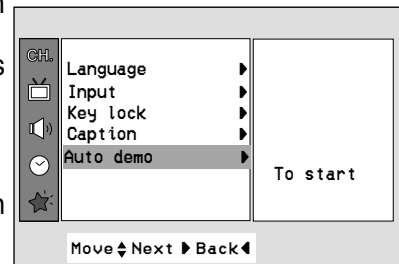 CH.
Language
Input
Key lock
Caption
Auto demo
To start
Move Next Back